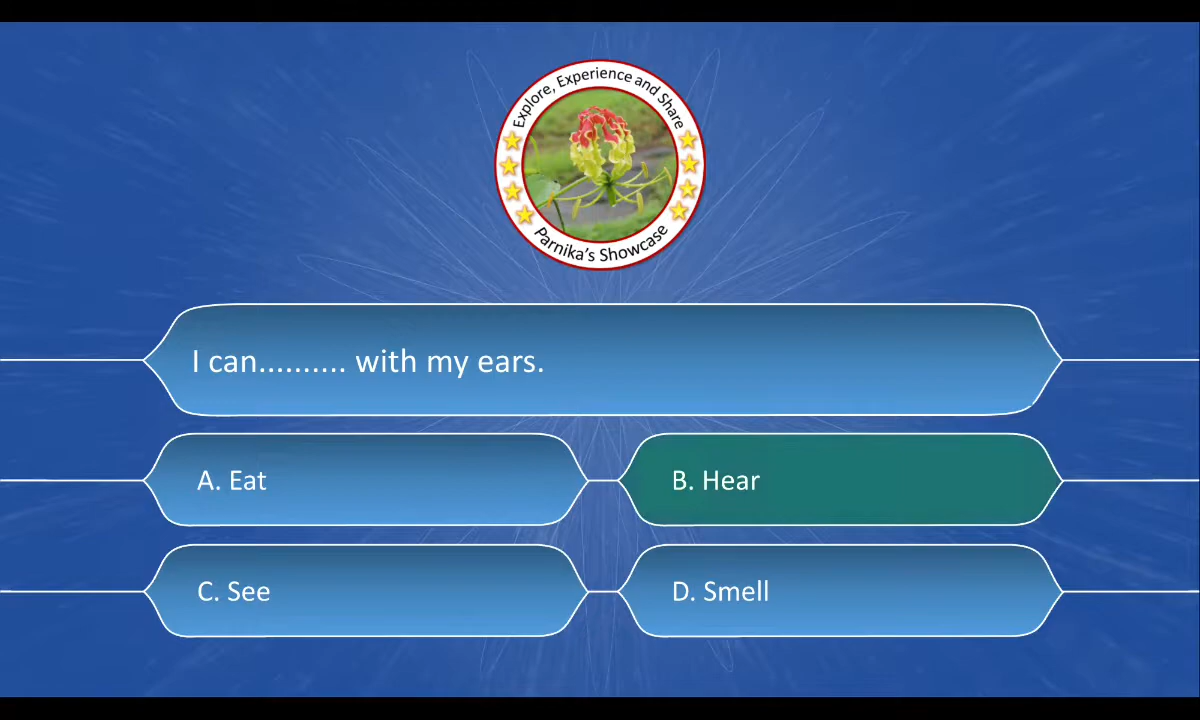 Explore, Experience and Share
Parnika's Showcase
I can.......... with my ears.
A. Eat
B. Hear
C. See
D. Smell